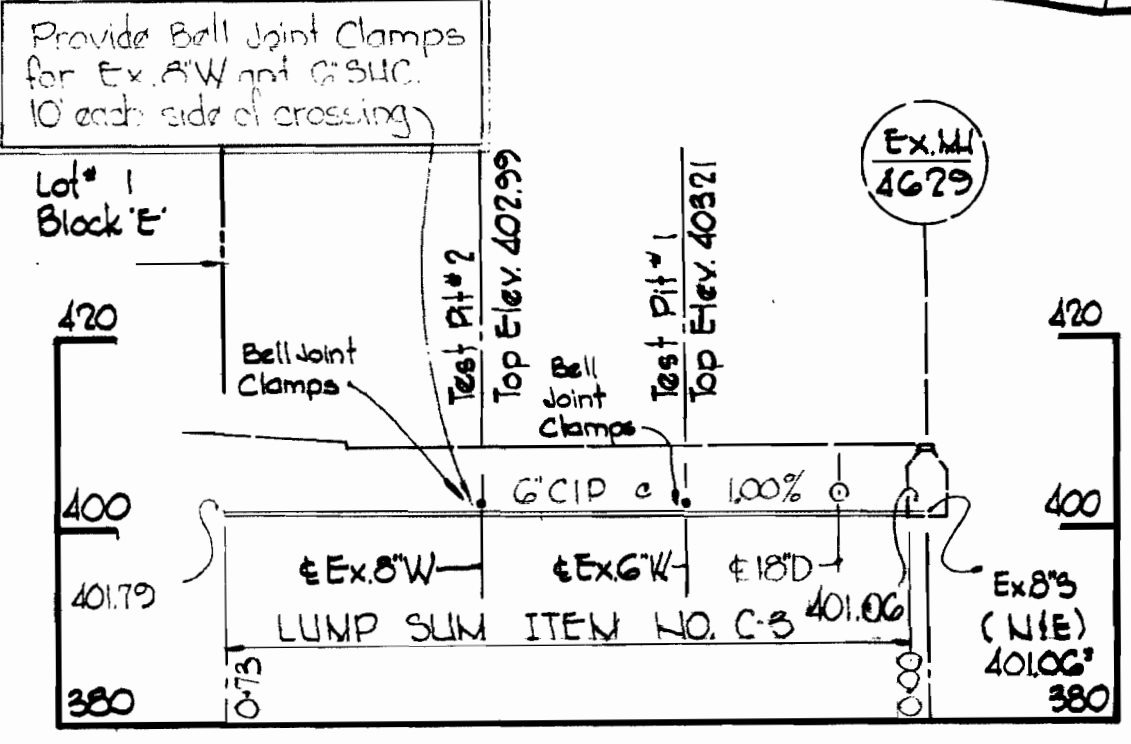 Provide Bell Joint Clamps
for Ex. 8"W and 6"SHC.
10' each side of crossing
Lot# 1
Block 'E'
Test Pit #2
Top Elev. 402.99
Test Pit #1
Top Elev. 403.21
Ex. MH
4679
420
420
Bell Joint
Clamps
Bell
Joint
Clamps
6"CIP @ 1.00%
400
400
℄ Ex. 8"W
℄ Ex. 6"W
℄ 18"D
401.79
401.06
Ex 8"S
(N&E)
401.06±
LUMP SUM ITEM NO. C-3
0+73
0+00
380
380